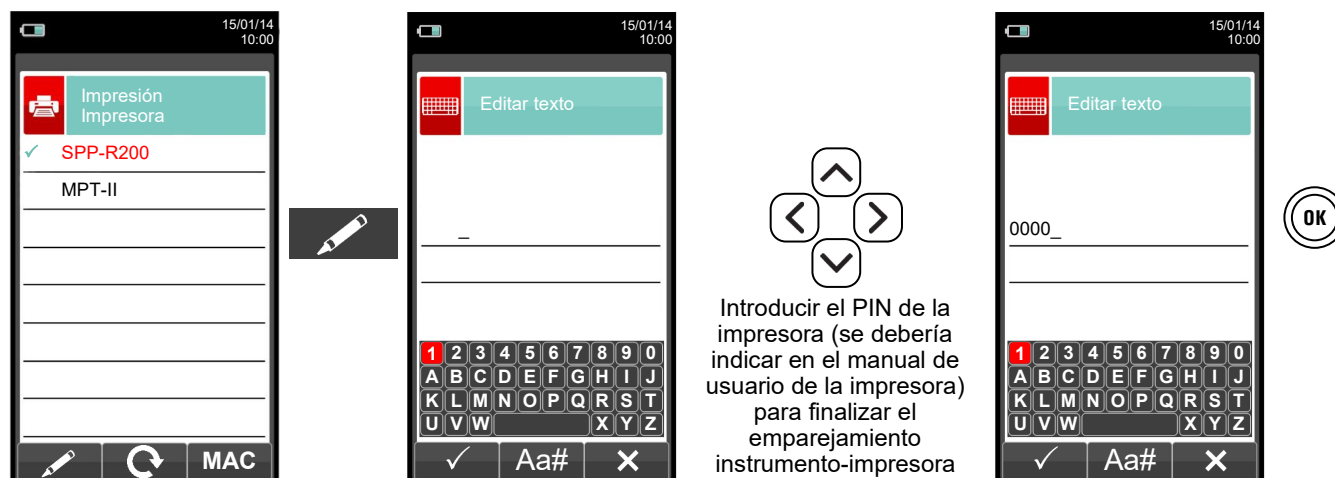 15/01/14
10:00
Impresión
Impresora
SPP-R200
MPT-II
MAC
15/01/14
10:00
Editar texto
_
1 2 3 4 5 6 7 8 9 0
A B C D E F G H I J
K L M N O P Q R S T
U V W X Y Z
Aa#
Introducir el PIN de la
impresora (se debería
indicar en el manual de
usuario de la impresora)
para finalizar el
emparejamiento
instrumento-impresora
15/01/14
10:00
Editar texto
0000_
1 2 3 4 5 6 7 8 9 0
A B C D E F G H I J
K L M N O P Q R S T
U V W X Y Z
Aa#
OK